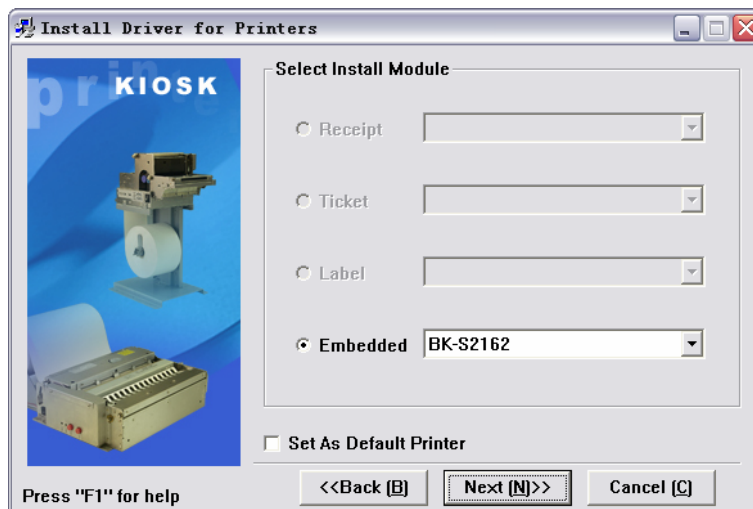 Install Driver for Printers
printe
KIOSK
Select Install Module
Receipt
Ticket
Label
Embedded BK-S2162
Set As Default Printer
Press "F1" for help
<<Back (B) Next (N)>> Cancel (C)